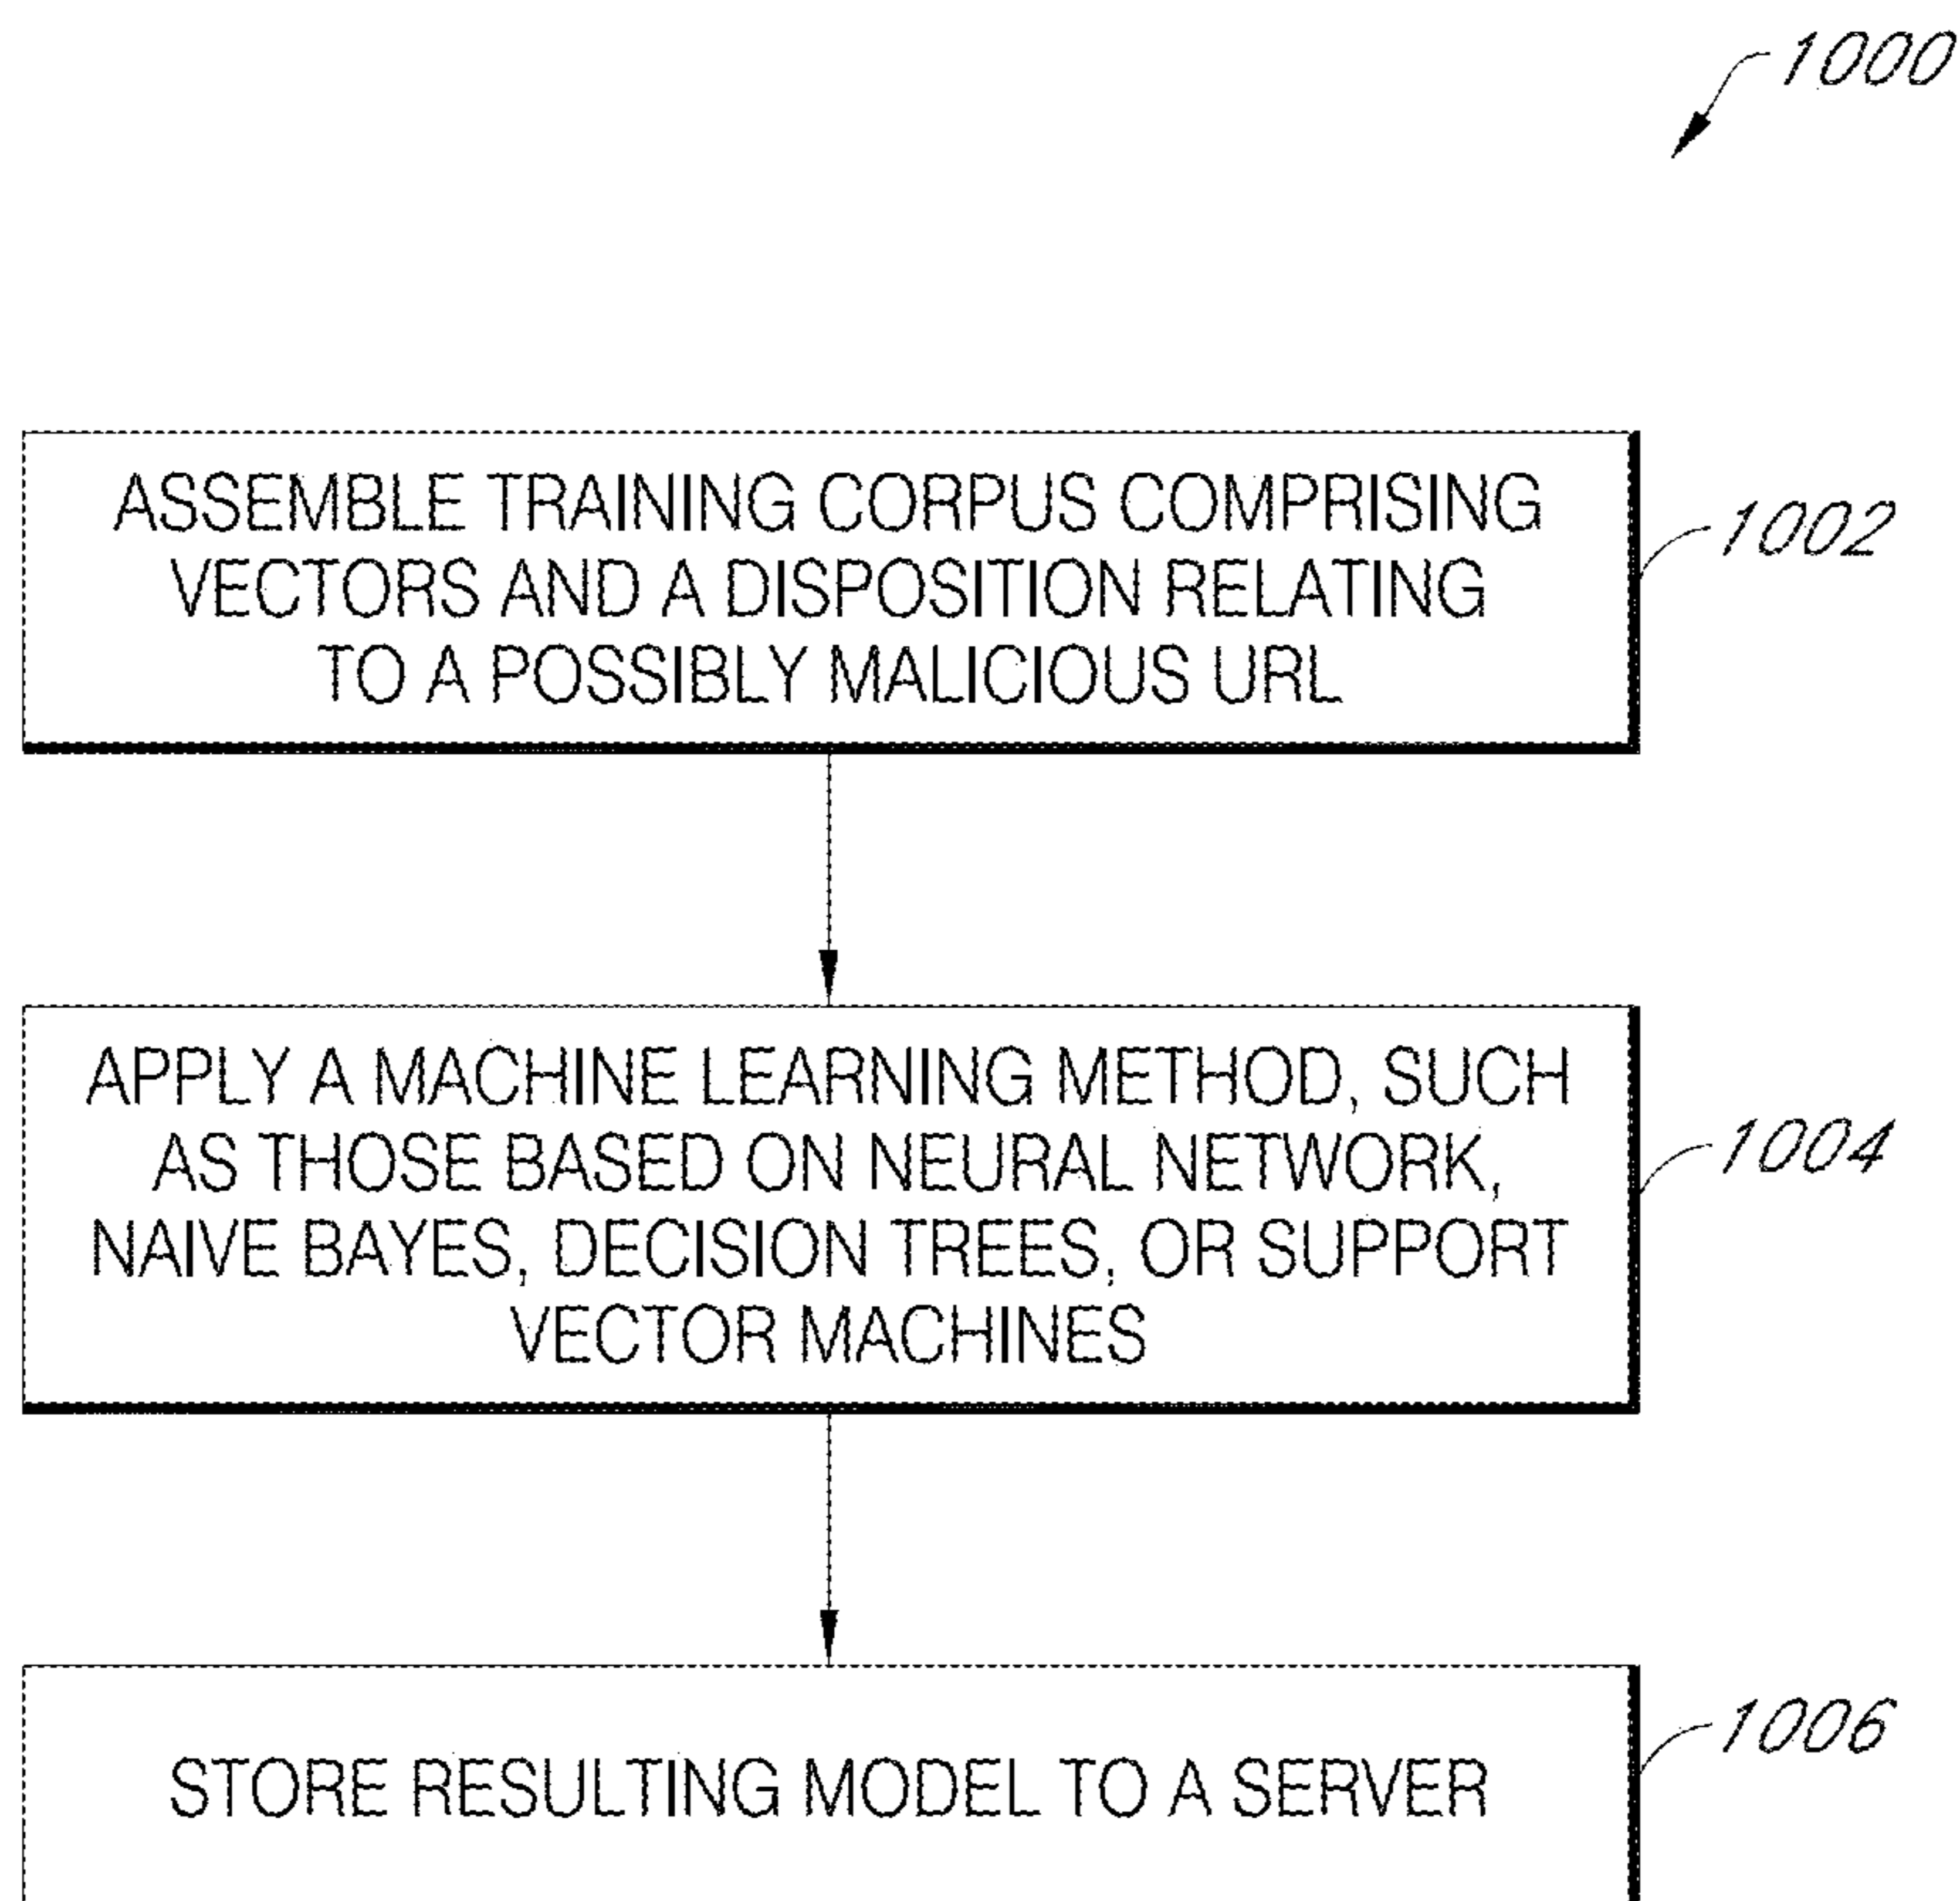 1000
ASSEMBLE TRAINING CORPUS COMPRISING
VECTORS AND A DISPOSITION RELATING
TO A POSSIBLY MALICIOUS URL
1002
APPLY A MACHINE LEARNING METHOD, SUCH
AS THOSE BASED ON NEURAL NETWORK,
NAIVE BAYES, DECISION TREES, OR SUPPORT
VECTOR MACHINES
1004
STORE RESULTING MODEL TO A SERVER
1006